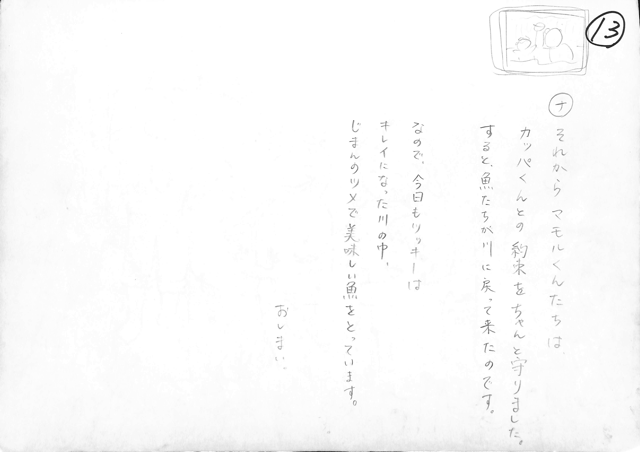 13
ナ
それから マモルくんたちは、
カッパくんとの約束をちゃんと守りました。
すると、魚たちが川に戻って来たのです。
なので、今日もリッキーは
キレイになった川の中、
じまんのツメで美味しい魚をとっています。
おしまい。